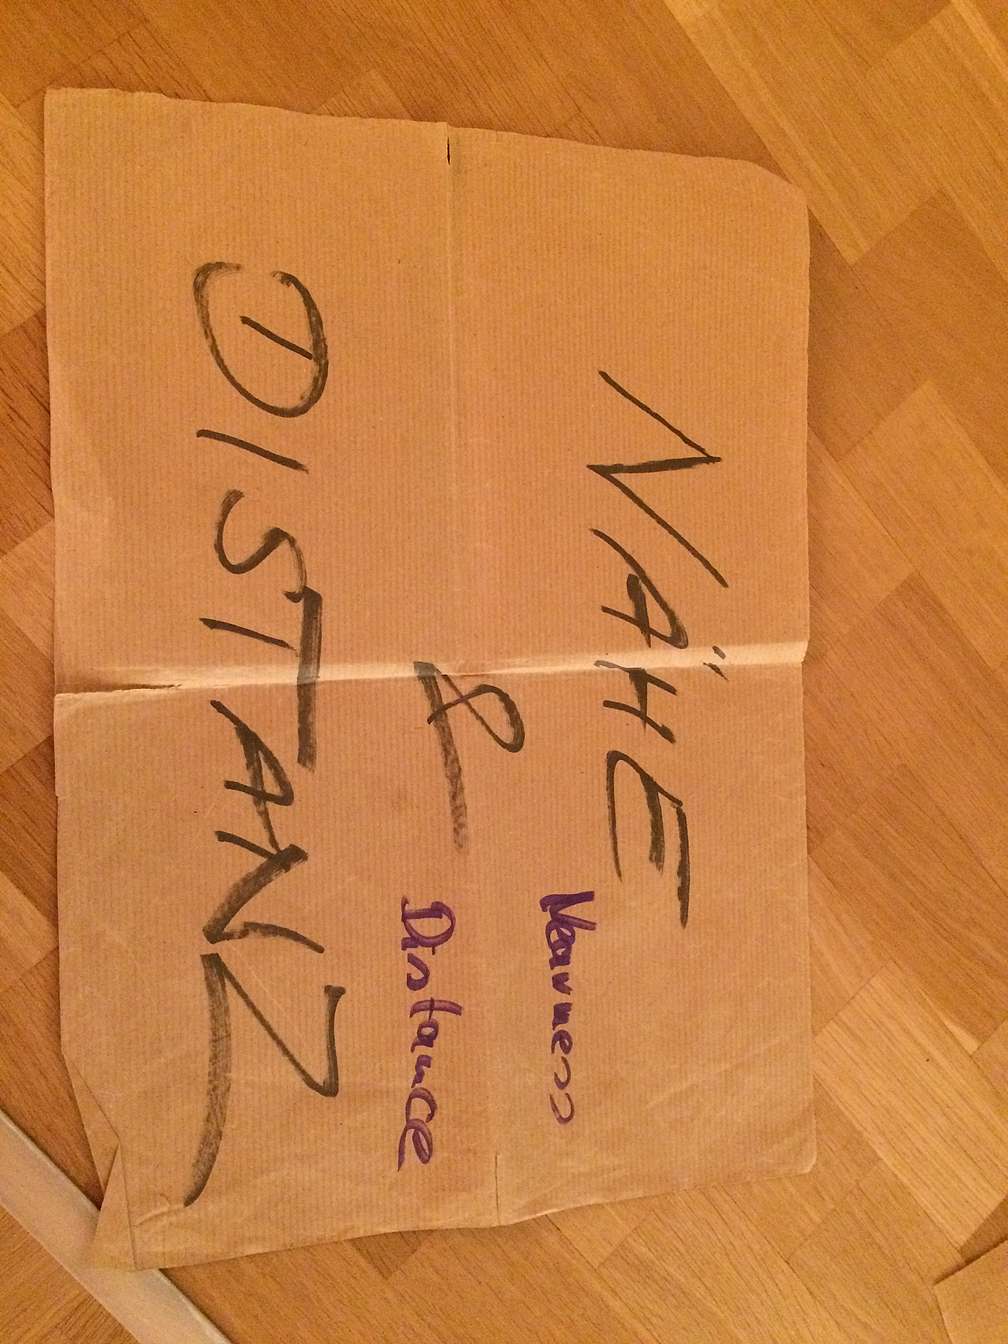 NÄHE
&
DISTANZ
Nearness
Distance